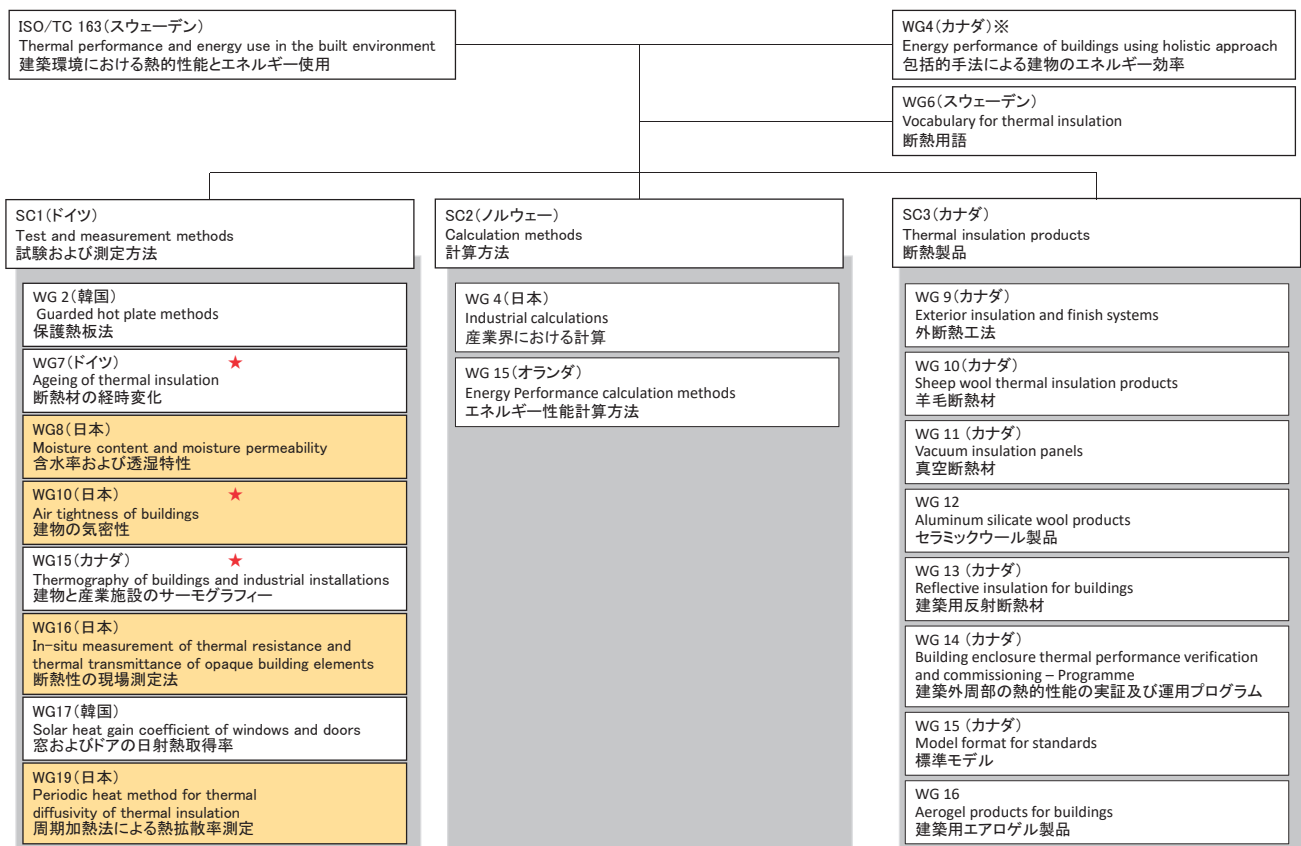 ISO/TC 163(スウェーデン)
Thermal performance and energy use in the built environment
建築環境における熱的性能とエネルギー使用
WG4(カナダ)※
Energy performance of buildings using holistic approach
包括的手法による建物のエネルギー効率
WG6(スウェーデン)
Vocabulary for thermal insulation
断熱用語
SC1(ドイツ)
Test and measurement methods
試験および測定方法
WG 2(韓国)
Guarded hot plate methods
保護熱板法
WG7(ドイツ) ★
Ageing of thermal insulation
断熱材の経時変化
WG8(日本)
Moisture content and moisture permeability
含水率および透湿特性
WG10(日本) ★
Air tightness of buildings
建物の気密性
WG15(カナダ) ★
Thermography of buildings and industrial installations
建物と産業施設のサーモグラフィー
WG16(日本)
In-situ measurement of thermal resistance and
thermal transmittance of opaque building elements
断熱性の現場測定法
WG17(韓国)
Solar heat gain coefficient of windows and doors
窓およびドアの日射熱取得率
WG19(日本)
Periodic heat method for thermal
diffusivity of thermal insulation
周期加熱法による熱拡散率測定
SC2(ノルウェー)
Calculation methods
計算方法
WG 4(日本)
Industrial calculations
産業界における計算
WG 15(オランダ)
Energy Performance calculation methods
エネルギー性能計算方法
SC3(カナダ)
Thermal insulation products
断熱製品
WG 9(カナダ)
Exterior insulation and finish systems
外断熱工法
WG 10(カナダ)
Sheep wool thermal insulation products
羊毛断熱材
WG 11 (カナダ)
Vacuum insulation panels
真空断熱材
WG 12
Aluminum silicate wool products
セラミックウール製品
WG 13 (カナダ)
Reflective insulation for buildings
建築用反射断熱材
WG 14 (カナダ)
Building enclosure thermal performance verification
and commissioning – Programme
建築外周部の熱的性能の実証及び運用プログラム
WG 15 (カナダ)
Model format for standards
標準モデル
WG 16
Aerogel products for buildings
建築用エアロゲル製品